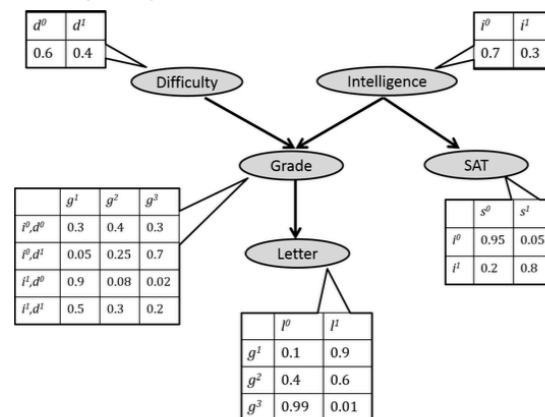 d⁰ d¹
0.6 0.4
i⁰ i¹
0.7 0.3
Difficulty
Intelligence
Grade
SAT
g¹ g² g³
i⁰,d⁰ 0.3 0.4 0.3
i⁰,d¹ 0.05 0.25 0.7
i¹,d⁰ 0.9 0.08 0.02
i¹,d¹ 0.5 0.3 0.2
s⁰ s¹
i⁰ 0.95 0.05
i¹ 0.2 0.8
Letter
l⁰ l¹
g¹ 0.1 0.9
g² 0.4 0.6
g³ 0.99 0.01